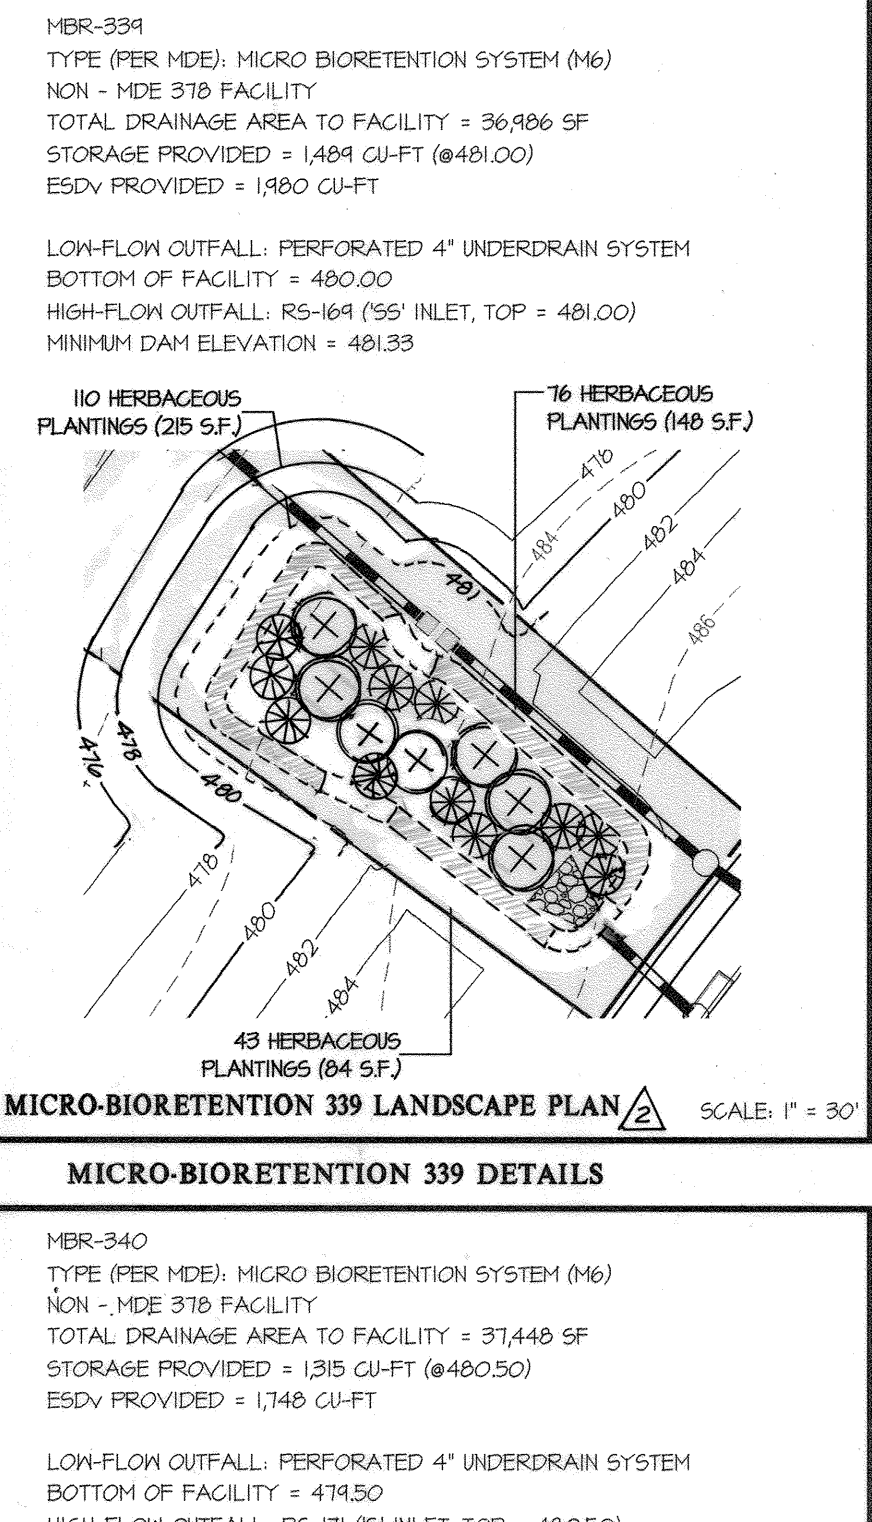 MBR-339
TYPE (PER MDE): MICRO BIORETENTION SYSTEM (M6)
NON - MDE 378 FACILITY
TOTAL DRAINAGE AREA TO FACILITY = 36,986 SF
STORAGE PROVIDED = 1,489 CU-FT (@481.00)
ESDv PROVIDED = 1,980 CU-FT
LOW-FLOW OUTFALL: PERFORATED 4" UNDERDRAIN SYSTEM
BOTTOM OF FACILITY = 480.00
HIGH-FLOW OUTFALL: RS-169 ('SS' INLET, TOP = 481.00)
MINIMUM DAM ELEVATION = 481.33
110 HERBACEOUS
PLANTINGS (215 S.F.)
76 HERBACEOUS
PLANTINGS (148 S.F.)
478
480
484
482
484
481
486
476
478
480
478
480
482
484
43 HERBACEOUS
PLANTINGS (84 S.F.)
MICRO-BIORETENTION 339 LANDSCAPE PLAN 2 SCALE: 1" = 30'
MICRO-BIORETENTION 339 DETAILS
MBR-340
TYPE (PER MDE): MICRO BIORETENTION SYSTEM (M6)
NON - MDE 378 FACILITY
TOTAL DRAINAGE AREA TO FACILITY = 37,448 SF
STORAGE PROVIDED = 1,315 CU-FT (@480.50)
ESDv PROVIDED = 1,748 CU-FT
LOW-FLOW OUTFALL: PERFORATED 4" UNDERDRAIN SYSTEM
BOTTOM OF FACILITY = 479.50